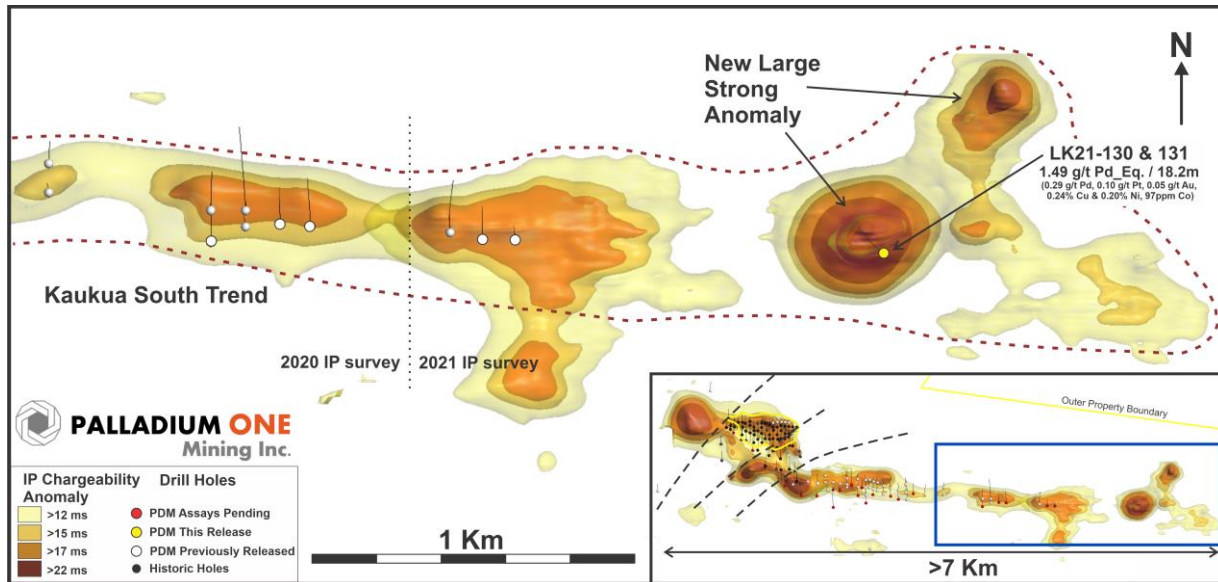 New Large
Strong
Anomaly
N
LK21-130 & 131
1.49 g/t Pd_Eq. / 18.2m
(0.29 g/t Pd, 0.10 g/t Pt, 0.05 g/t Au,
0.24% Cu & 0.20% Ni, 97ppm Co)
Kaukua South Trend
2020 IP survey
2021 IP survey
PALLADIUM ONE
Mining Inc.
IP Chargeability
Anomaly
>12 ms
>15 ms
>17 ms
>22 ms
Drill Holes
PDM Assays Pending
PDM This Release
PDM Previously Released
Historic Holes
1 Km
Outer Property Boundary
>7 Km